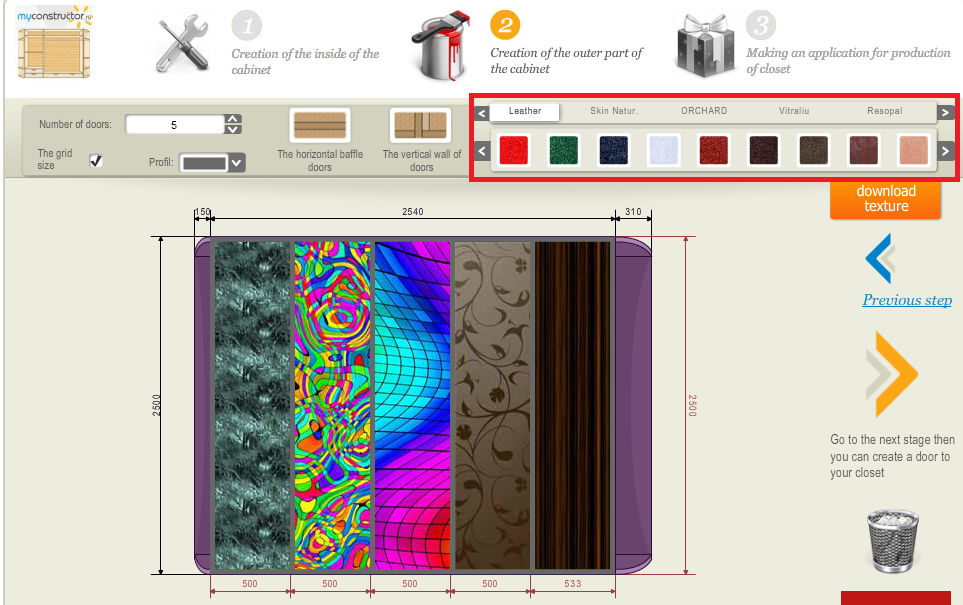 myconstructor.ru
1
Creation of the inside of the
cabinet
2
Creation of the outer part of
the cabinet
3
Making an application for production
of closet
Number of doors:
5
The grid
size
Profil:
The horizontal baffle
doors
The vertical wall of
doors
<
Leather
Skin Natur.
ORCHARD
Vitraliu
Resopal
>
<
>
download
texture
Previous step
Go to the next stage then
you can create a door to
your closet
150
2540
310
2500
2500
500
500
500
500
533